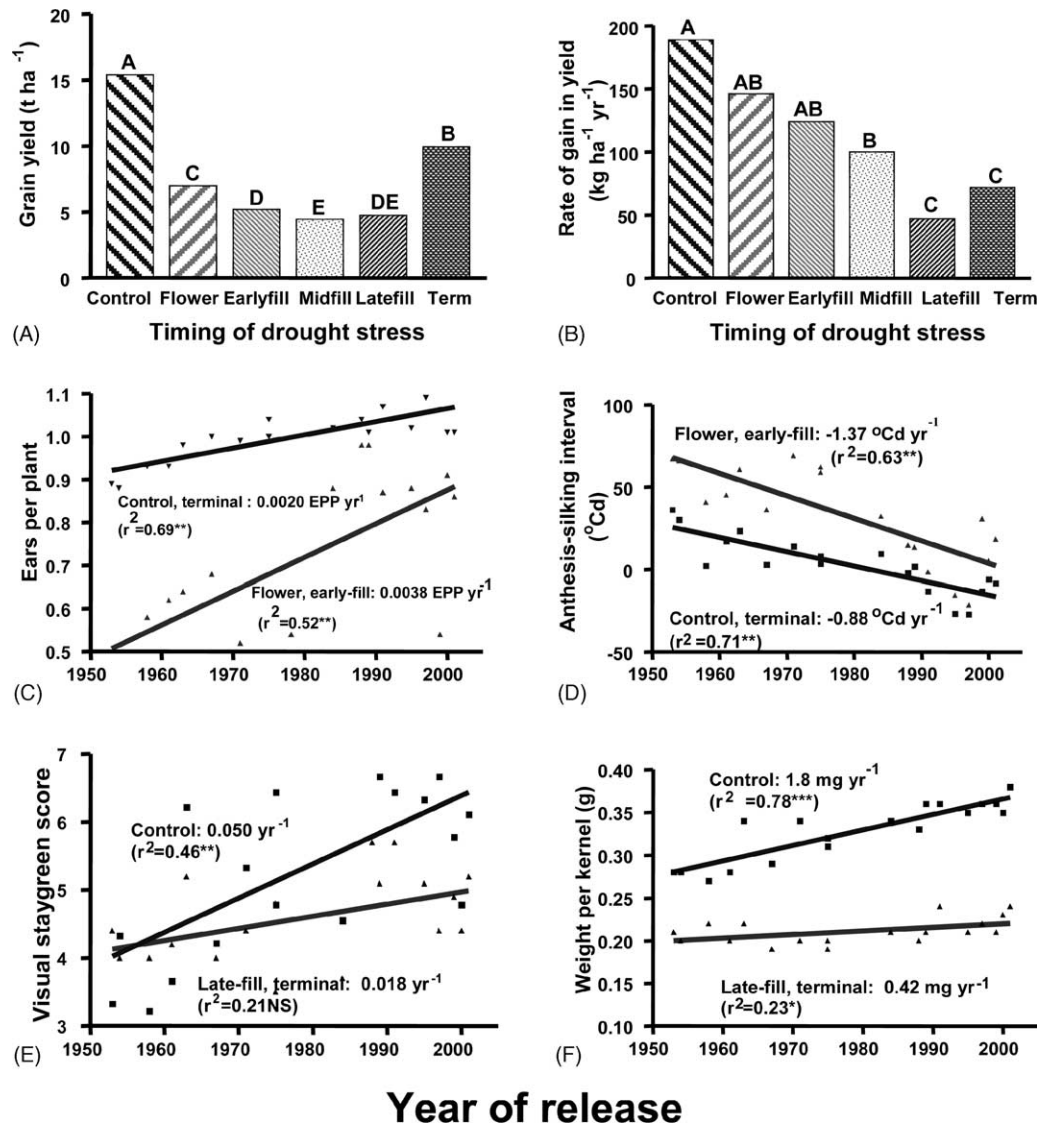 20
15
10
5
0
Grain yield (t ha -1)
A
C
D
E
DE
B
Control Flower Earlyfill Midfill Latefill Term
(A) Timing of drought stress
200
150
100
50
0
Rate of gain in yield
(kg ha-1 yr-1)
A
AB
AB
B
C
C
Control Flower Earlyfill Midfill Latefill Term
(B) Timing of drought stress
1.1
1.0
0.9
0.8
0.7
0.6
0.5
Ears per plant
Control, terminal : 0.0020 EPP yr1
(r2=0.69**)
Flower, early-fill: 0.0038 EPP yr-1
(r2=0.52**)
1950 1960 1970 1980 1990 2000
(C)
100
50
0
-50
Anthesis-silking interval
(oCd)
Flower, early-fill: -1.37 oCd yr-1
(r2=0.63**)
Control, terminal: -0.88 oCd yr-1
(r2=0.71**)
1950 1960 1970 1980 1990 2000
(D)
7
6
5
4
3
Visual staygreen score
Control: 0.050 yr-1
(r2=0.46**)
Late-fill, terminal: 0.018 yr-1
(r2=0.21NS)
1950 1960 1970 1980 1990 2000
(E)
0.40
0.35
0.30
0.25
0.20
0.15
0.10
Weight per kernel (g)
Control: 1.8 mg yr-1
(r2 =0.78***)
Late-fill, terminal: 0.42 mg yr-1
(r2=0.23*)
1950 1960 1970 1980 1990 2000
(F)
Year of release